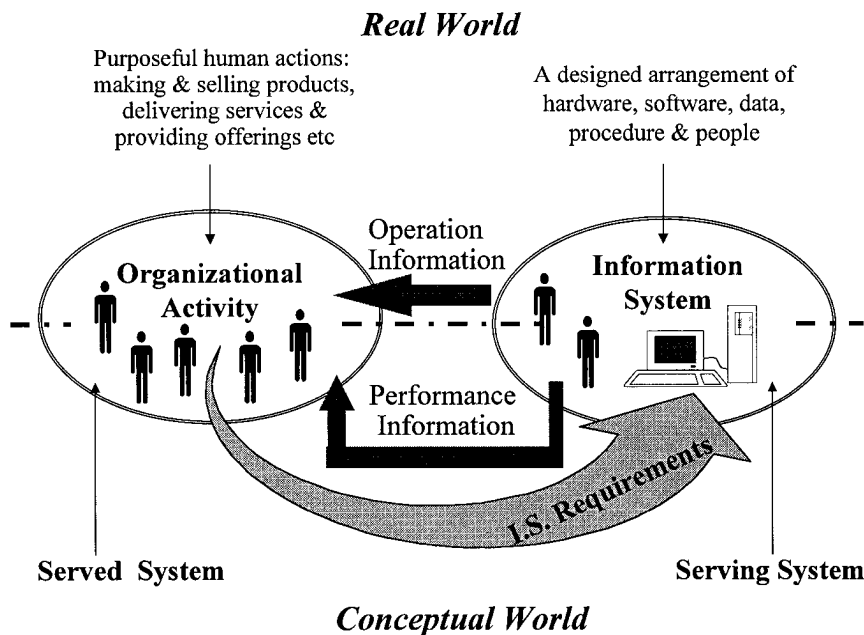 Real World
Purposeful human actions:
making & selling products,
delivering services &
providing offerings etc
A designed arrangement of
hardware, software, data,
procedure & people
Organizational
Activity
Operation
Information
Information
System
Performance
Information
I.S. Requirements
Served System
Serving System
Conceptual World